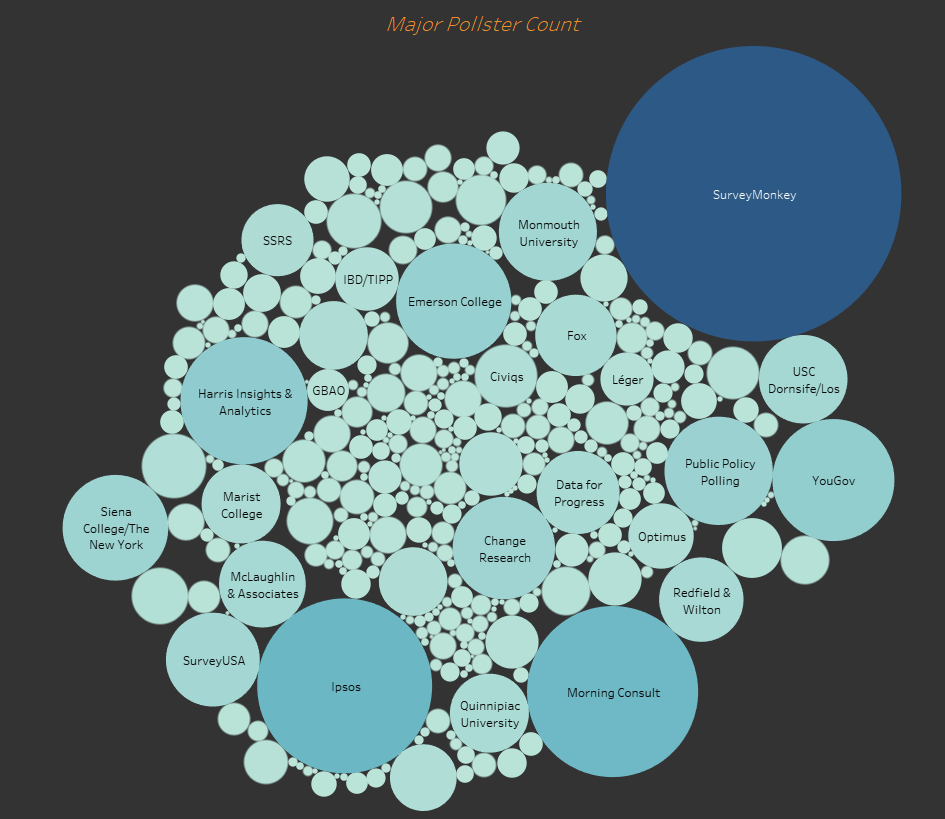 Major Pollster Count
SurveyMonkey
Monmouth
University
SSRS
IBD/TIPP
Emerson College
Fox
Civiqs
Léger
USC
Dornsife/Los
GBAO
Harris Insights &
Analytics
Public Policy
Polling
YouGov
Data for
Progress
Marist
College
Siena
College/The
New York
Change
Research
Optimus
McLaughlin
& Associates
Redfield &
Wilton
SurveyUSA
Ipsos
Morning Consult
Quinnipiac
University